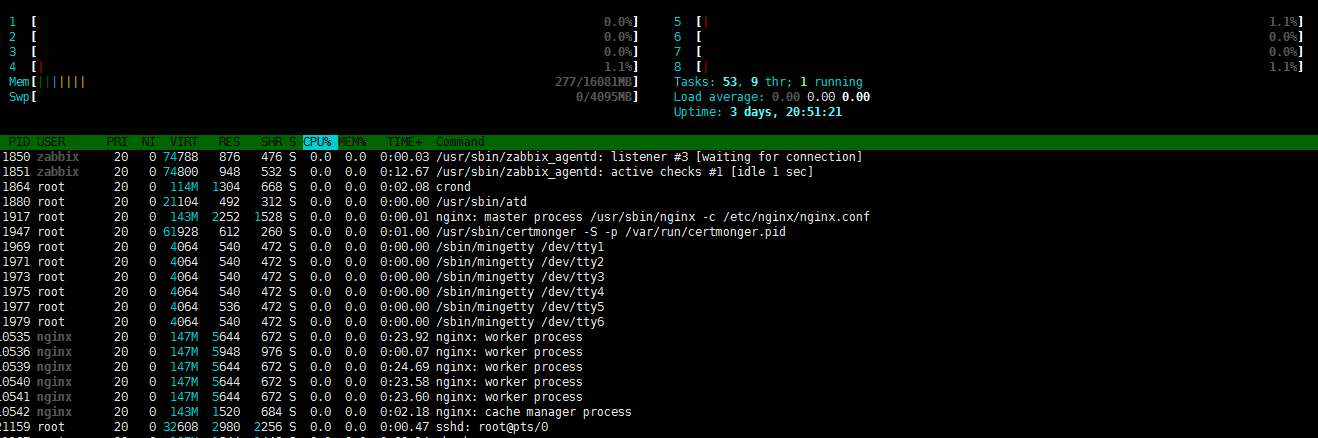 1 [ 0.0%] 5 [| 1.1%]
2 [ 0.0%] 6 [ 0.0%]
3 [ 0.0%] 7 [ 0.0%]
4 [| 1.1%] 8 [| 1.1%]
Mem[||||||| 277/16081MB] Tasks: 53, 9 thr; 1 running
Swp[ 0/4095MB] Load average: 0.00 0.00 0.00
Uptime: 3 days, 20:51:21
PID USER PRI NI VIRT RES SHR S CPU% MEM% TIME+ Command
1850 zabbix 20 0 74788 876 476 S 0.0 0.0 0:00.03 /usr/sbin/zabbix_agentd: listener #3 [waiting for connection]
1851 zabbix 20 0 74800 948 532 S 0.0 0.0 0:12.67 /usr/sbin/zabbix_agentd: active checks #1 [idle 1 sec]
1864 root 20 0 114M 1304 668 S 0.0 0.0 0:02.08 crond
1880 root 20 0 21104 492 312 S 0.0 0.0 0:00.00 /usr/sbin/atd
1917 root 20 0 143M 2252 1528 S 0.0 0.0 0:00.01 nginx: master process /usr/sbin/nginx -c /etc/nginx/nginx.conf
1947 root 20 0 61928 612 260 S 0.0 0.0 0:01.00 /usr/sbin/certmonger -S -p /var/run/certmonger.pid
1969 root 20 0 4064 540 472 S 0.0 0.0 0:00.00 /sbin/mingetty /dev/tty1
1971 root 20 0 4064 540 472 S 0.0 0.0 0:00.00 /sbin/mingetty /dev/tty2
1973 root 20 0 4064 540 472 S 0.0 0.0 0:00.00 /sbin/mingetty /dev/tty3
1975 root 20 0 4064 540 472 S 0.0 0.0 0:00.00 /sbin/mingetty /dev/tty4
1977 root 20 0 4064 536 472 S 0.0 0.0 0:00.00 /sbin/mingetty /dev/tty5
1979 root 20 0 4064 540 472 S 0.0 0.0 0:00.00 /sbin/mingetty /dev/tty6
10535 nginx 20 0 147M 5644 672 S 0.0 0.0 0:23.92 nginx: worker process
10536 nginx 20 0 147M 5948 976 S 0.0 0.0 0:00.07 nginx: worker process
10539 nginx 20 0 147M 5644 672 S 0.0 0.0 0:24.69 nginx: worker process
10540 nginx 20 0 147M 5644 672 S 0.0 0.0 0:23.58 nginx: worker process
10541 nginx 20 0 147M 5644 672 S 0.0 0.0 0:23.60 nginx: worker process
10542 nginx 20 0 143M 1520 684 S 0.0 0.0 0:02.18 nginx: cache manager process
21159 root 20 0 32608 2980 2256 S 0.0 0.0 0:00.47 sshd: root@pts/0